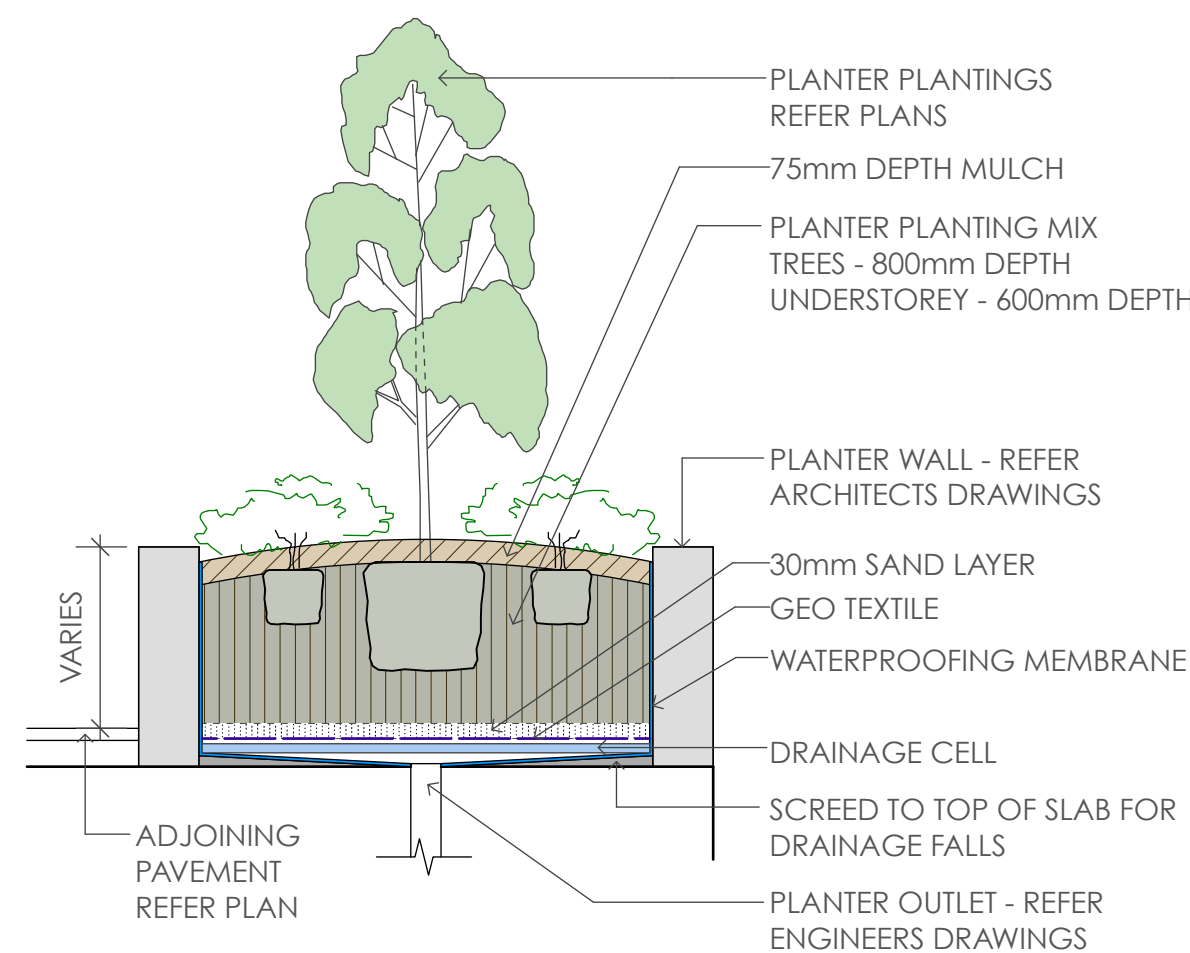 PLANTER PLANTINGS
REFER PLANS
75mm DEPTH MULCH
PLANTER PLANTING MIX
TREES - 800mm DEPTH
UNDERSTOREY - 600mm DEPTH
PLANTER WALL - REFER
ARCHITECTS DRAWINGS
30mm SAND LAYER
GEO TEXTILE
WATERPROOFING MEMBRANE
DRAINAGE CELL
SCREED TO TOP OF SLAB FOR
DRAINAGE FALLS
PLANTER OUTLET - REFER
ENGINEERS DRAWINGS
VARIES
ADJOINING
PAVEMENT
REFER PLAN